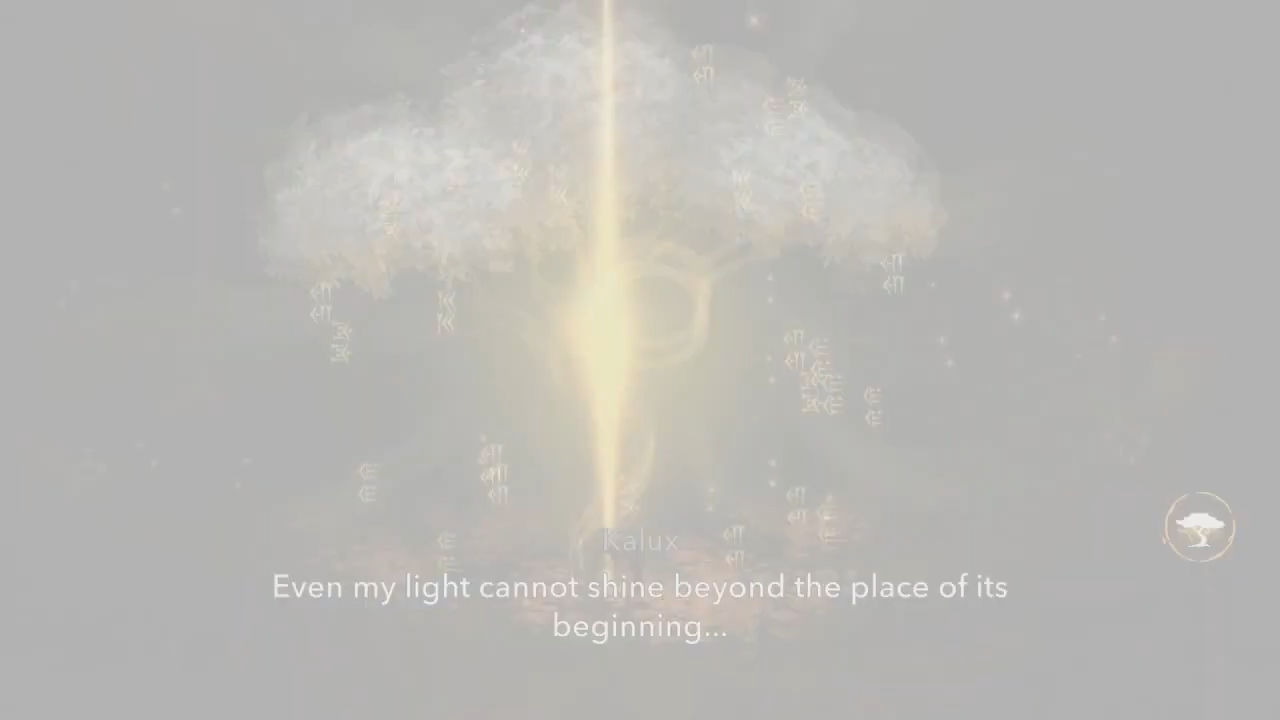 Kalux
Even my light cannot shine beyond the place of its
beginning...